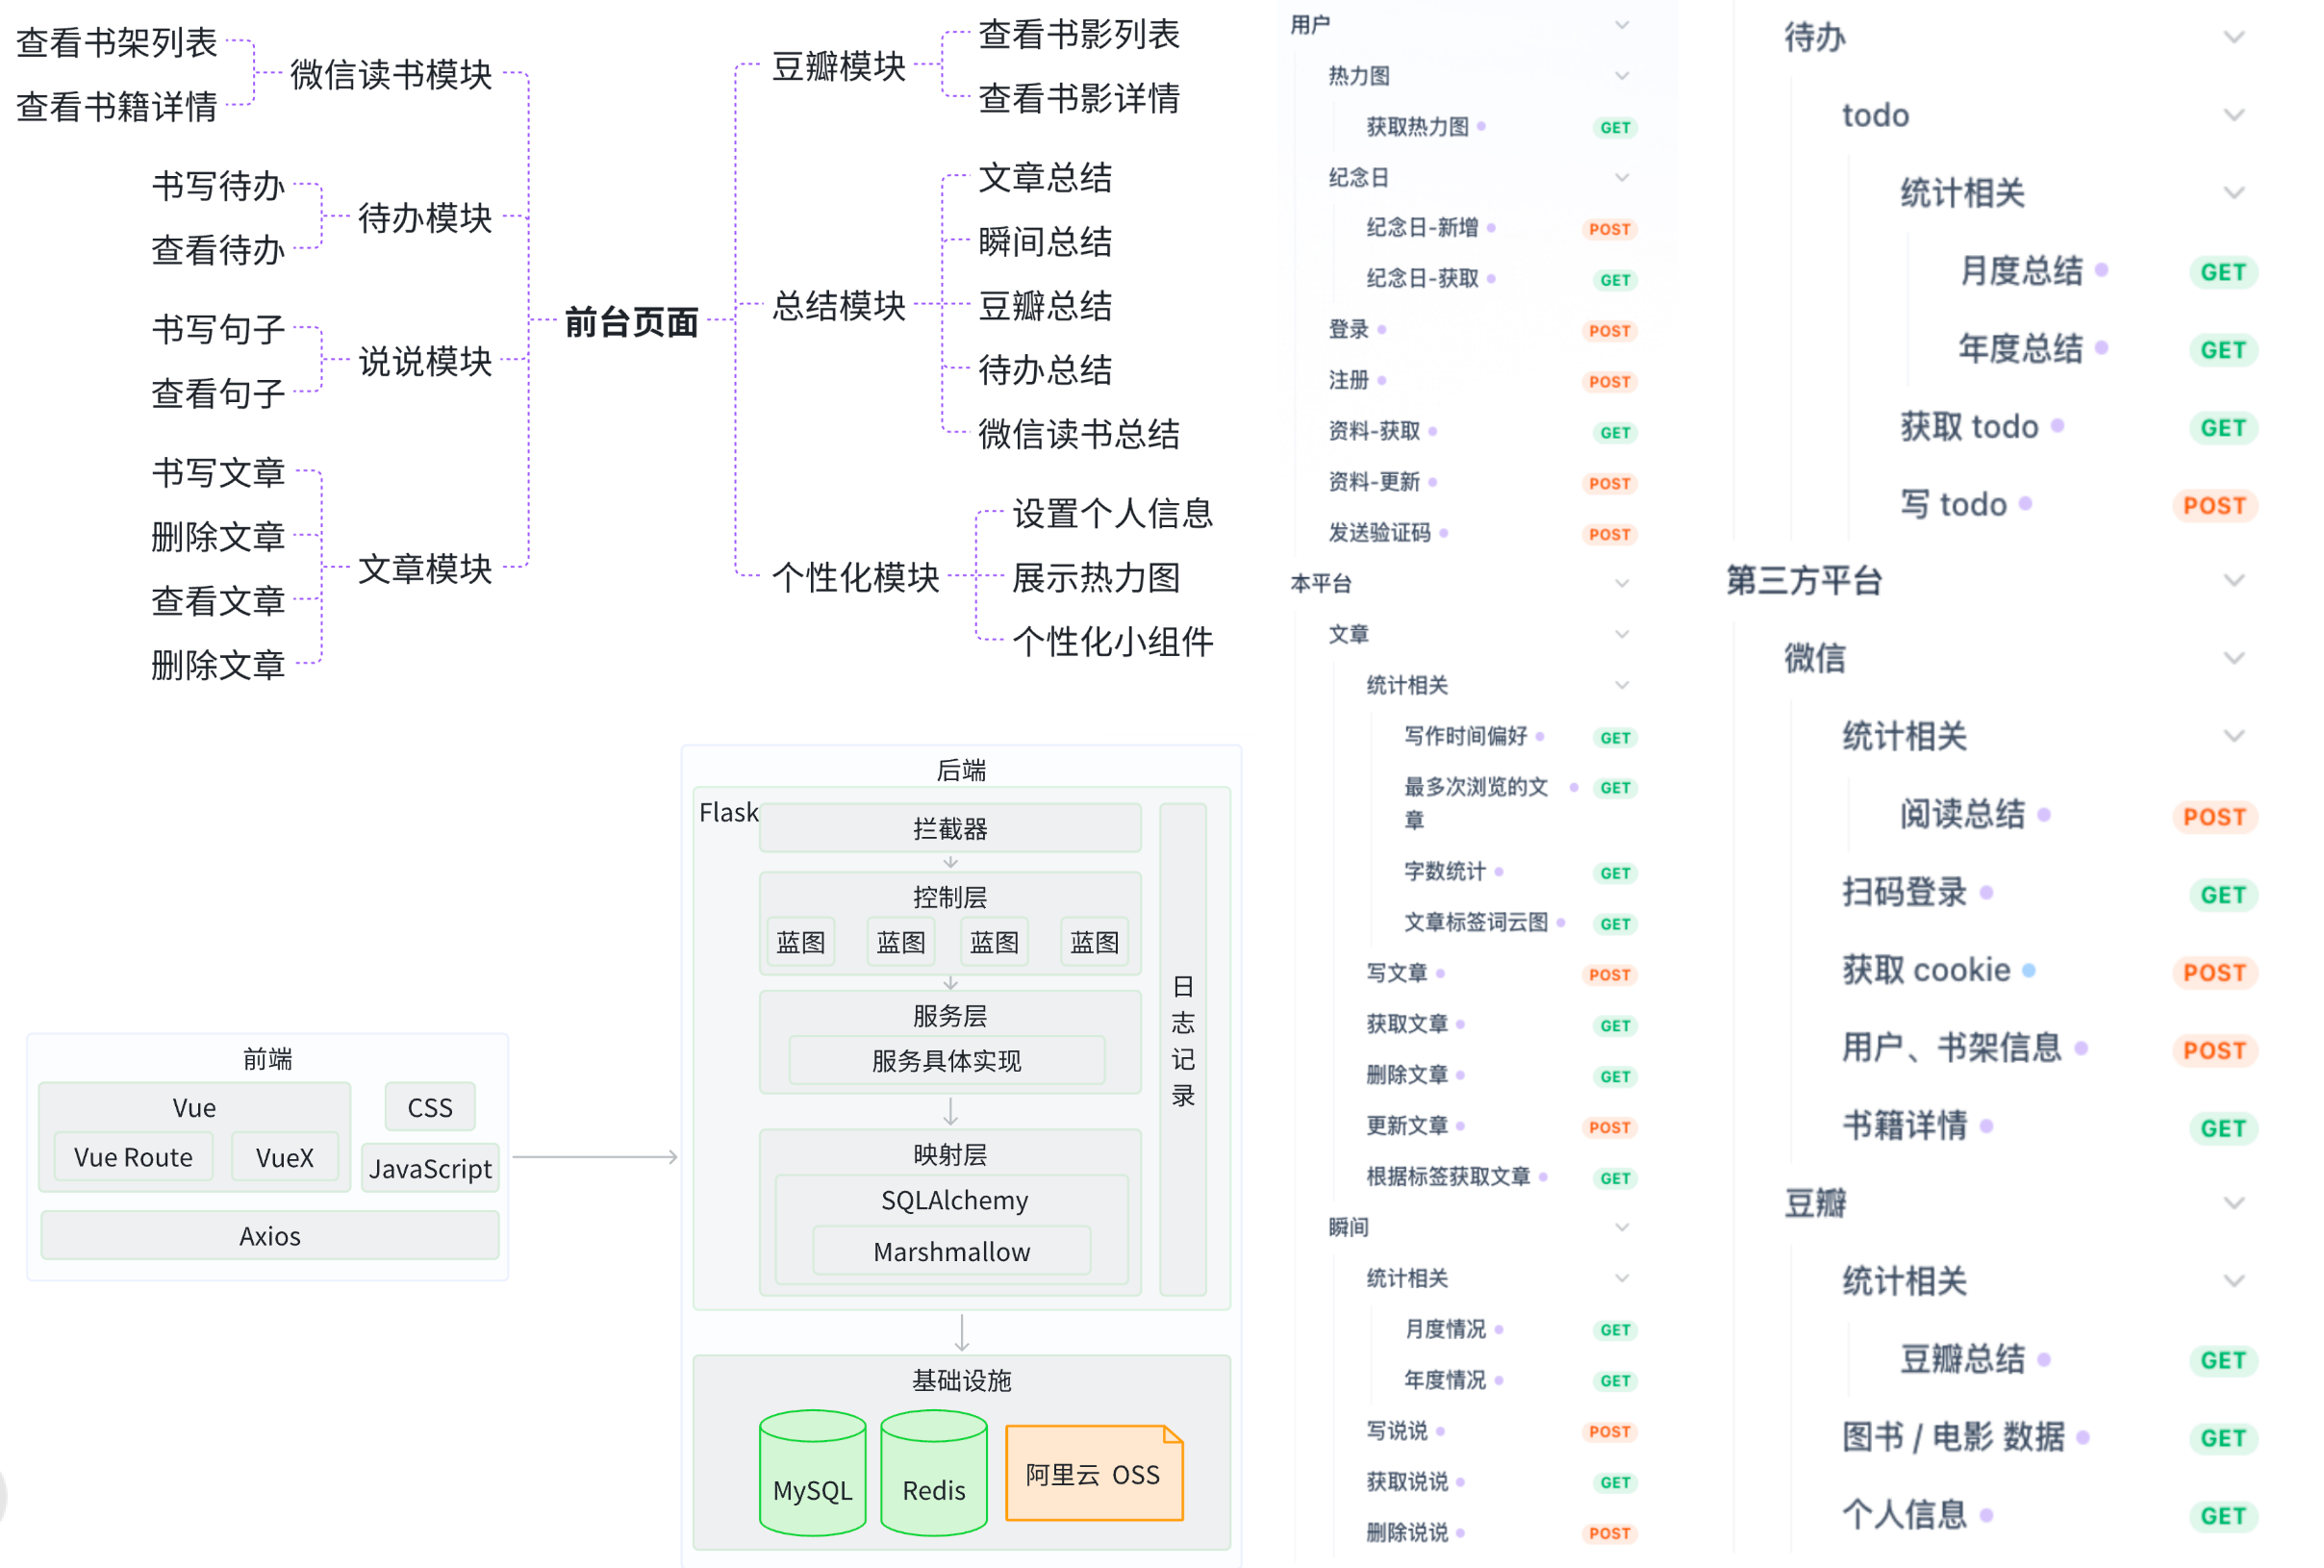 查看书架列表
查看书籍详情
微信读书模块
书写待办
查看待办
待办模块
书写句子
查看句子
说说模块
书写文章
删除文章
查看文章
删除文章
文章模块
前台页面
豆瓣模块
查看书影列表
查看书影详情
总结模块
文章总结
瞬间总结
豆瓣总结
待办总结
微信读书总结
个性化模块
设置个人信息
展示热力图
个性化小组件
前端
Vue
Vue Route
VueX
CSS
JavaScript
Axios
后端
Flask
拦截器
控制层
蓝图
蓝图
蓝图
蓝图
服务层
服务具体实现
映射层
SQLAlchemy
Marshmallow
日
志
记
录
基础设施
MySQL
Redis
阿里云 OSS
用户
热力图
获取热力图 GET
纪念日
纪念日-新增 POST
纪念日-获取 GET
登录 POST
注册 POST
资料-获取 GET
资料-更新 POST
发送验证码 POST
本平台
文章
统计相关
写作时间偏好 GET
最多次浏览的文 GET
章
字数统计 GET
文章标签词云图 GET
写文章 POST
获取文章 GET
删除文章 GET
更新文章 POST
根据标签获取文章 GET
瞬间
统计相关
月度情况 GET
年度情况 GET
写说说 POST
获取说说 GET
删除说说 POST
待办
todo
统计相关
月度总结 GET
年度总结 GET
获取 todo GET
写 todo POST
第三方平台
微信
统计相关
阅读总结 POST
扫码登录 GET
获取 cookie POST
用户、书架信息 POST
书籍详情 GET
豆瓣
统计相关
豆瓣总结 GET
图书 / 电影 数据 GET
个人信息 GET